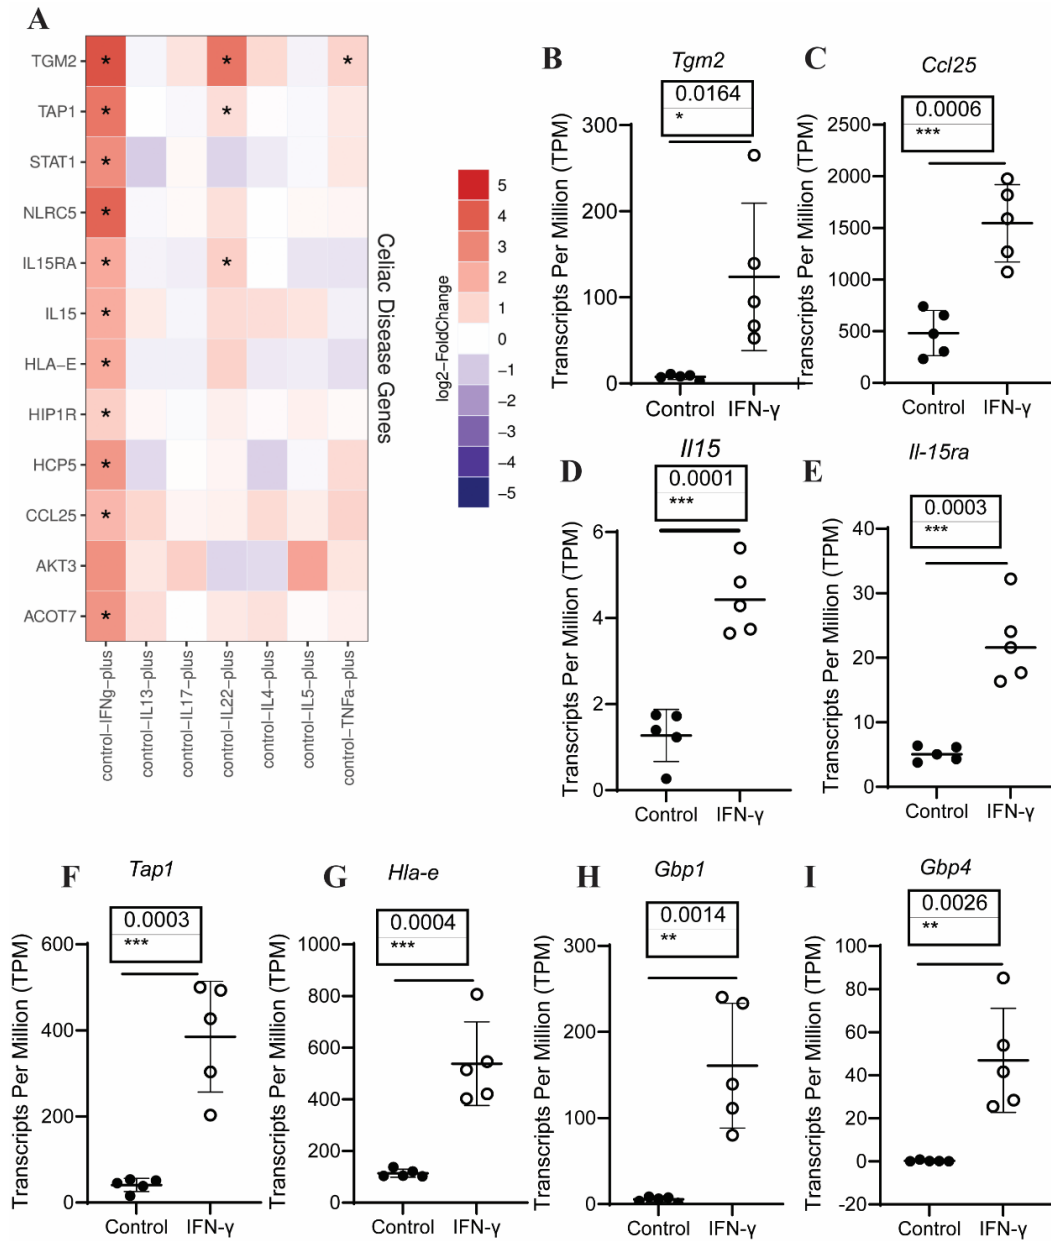 A
TGM2
* * *
TAP1
* *
STAT1
*
NLRC5
*
IL15RA
* *
IL15
*
HLA−E
*
HIP1R
*
HCP5
*
CCL25
*
AKT3
ACOT7
*
control−IFNg−plus
control−IL13−plus
control−IL17−plus
control−IL22−plus
control−IL4−plus
control−IL5−plus
control−TNFa−plus
Celiac Disease Genes
log2−FoldChange
5
4
3
2
1
0
−1
−2
−3
−4
−5
B
Tgm2
0.0164
*
Transcripts Per Million (TPM)
300
200
100
0
Control IFN-γ
C
Ccl25
0.0006
***
Transcripts Per Million (TPM)
2500
2000
1500
1000
500
0
Control IFN-γ
D
Il15
0.0001
***
Transcripts Per Million (TPM)
6
4
2
0
Control IFN-γ
E
Il-15ra
0.0003
***
Transcripts Per Million (TPM)
40
30
20
10
0
Control IFN-γ
F
Tap1
0.0003
***
Transcripts Per Million (TPM)
600
400
200
0
Control IFN-γ
G
Hla-e
0.0004
***
Transcripts Per Million (TPM)
1000
800
600
400
200
0
Control IFN-γ
H
Gbp1
0.0014
**
Transcripts Per Million (TPM)
300
200
100
0
Control IFN-γ
I
Gbp4
0.0026
**
Transcripts Per Million (TPM)
100
80
60
40
20
0
-20
Control IFN-γ